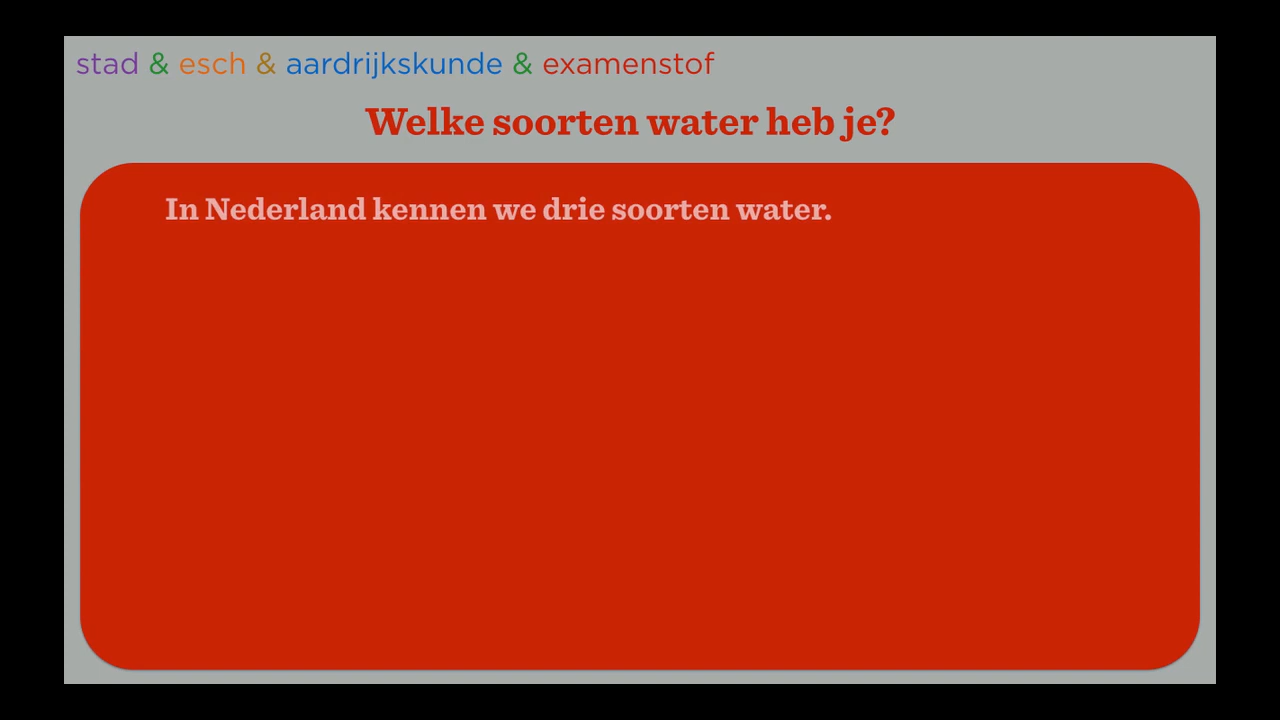 stad & esch & aardrijkskunde & examenstof
Welke soorten water heb je?
In Nederland kennen we drie soorten water.